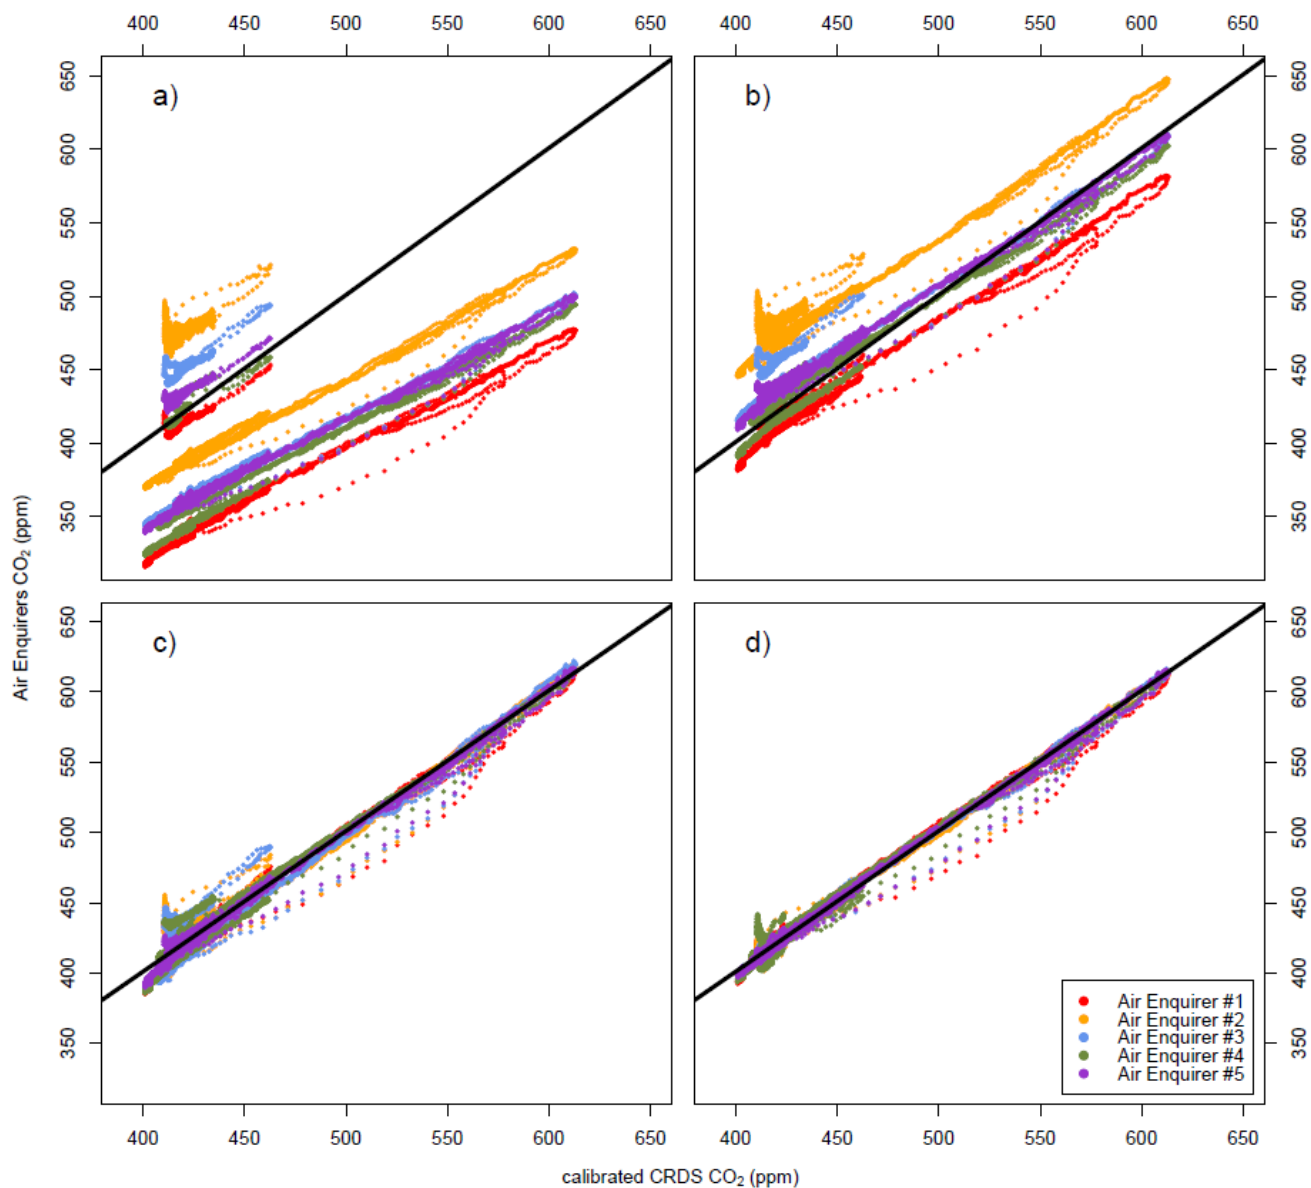 400 450 500 550 600 650 400 450 500 550 600 650
a) b)
650 600 550 500 450 400 350
650 600 550 500 450 400 350
Air Enquirers CO₂ (ppm)
c) d)
650 600 550 500 450 400 350
650 600 550 500 450 400 350
Air Enquirer #1
Air Enquirer #2
Air Enquirer #3
Air Enquirer #4
Air Enquirer #5
400 450 500 550 600 650 400 450 500 550 600 650
calibrated CRDS CO₂ (ppm)